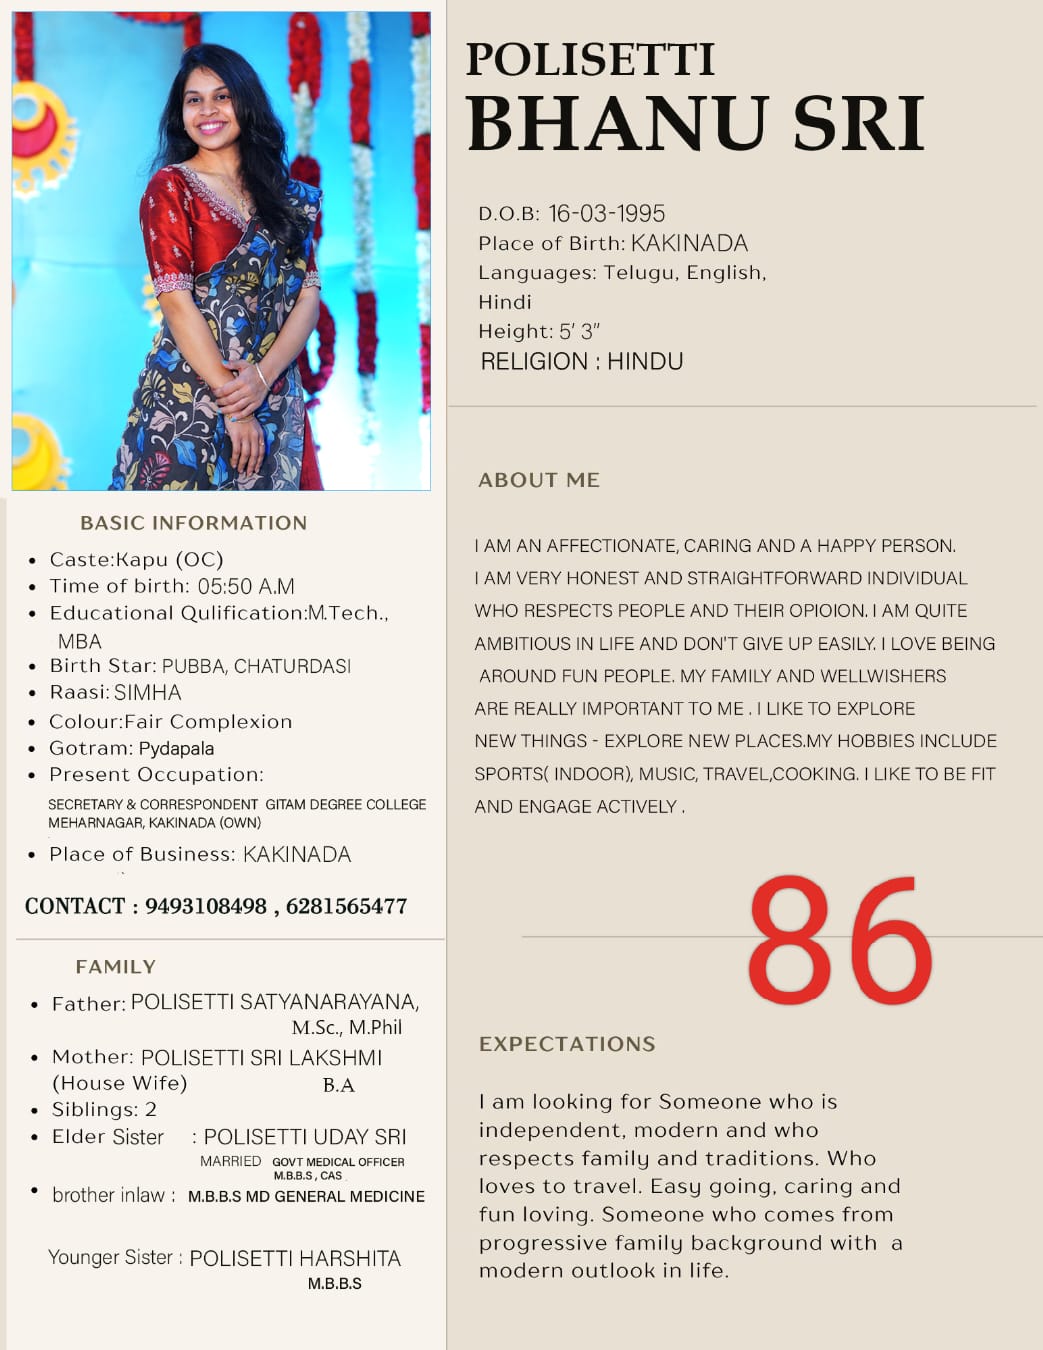 POLISETTI
BHANU SRI
D.O.B: 16-03-1995
Place of Birth: KAKINADA
Languages: Telugu, English,
Hindi
Height: 5' 3"
RELIGION : HINDU
ABOUT ME
I AM AN AFFECTIONATE, CARING AND A HAPPY PERSON.
I AM VERY HONEST AND STRAIGHTFORWARD INDIVIDUAL
WHO RESPECTS PEOPLE AND THEIR OPIOION. I AM QUITE
AMBITIOUS IN LIFE AND DON'T GIVE UP EASILY. I LOVE BEING
AROUND FUN PEOPLE. MY FAMILY AND WELLWISHERS
ARE REALLY IMPORTANT TO ME . I LIKE TO EXPLORE
NEW THINGS - EXPLORE NEW PLACES.MY HOBBIES INCLUDE
SPORTS( INDOOR), MUSIC, TRAVEL,COOKING. I LIKE TO BE FIT
AND ENGAGE ACTIVELY .
86
EXPECTATIONS
I am looking for Someone who is
independent, modern and who
respects family and traditions. Who
loves to travel. Easy going, caring and
fun loving. Someone who comes from
progressive family background with a
modern outlook in life.
BASIC INFORMATION
• Caste:Kapu (OC)
• Time of birth: 05:50 A.M
• Educational Qulification:M.Tech.,
MBA
• Birth Star: PUBBA, CHATURDASI
• Raasi: SIMHA
• Colour:Fair Complexion
• Gotram: Pydapala
• Present Occupation:
SECRETARY & CORRESPONDENT GITAM DEGREE COLLEGE
MEHARNAGAR, KAKINADA (OWN)
• Place of Business: KAKINADA
CONTACT : 9493108498 , 6281565477
FAMILY
• Father: POLISETTI SATYANARAYANA,
M.Sc., M.Phil
• Mother: POLISETTI SRI LAKSHMI
(House Wife) B.A
• Siblings: 2
• Elder Sister : POLISETTI UDAY SRI
MARRIED GOVT MEDICAL OFFICER
M.B.B.S , CAS
• brother inlaw : M.B.B.S MD GENERAL MEDICINE
Younger Sister : POLISETTI HARSHITA
M.B.B.S